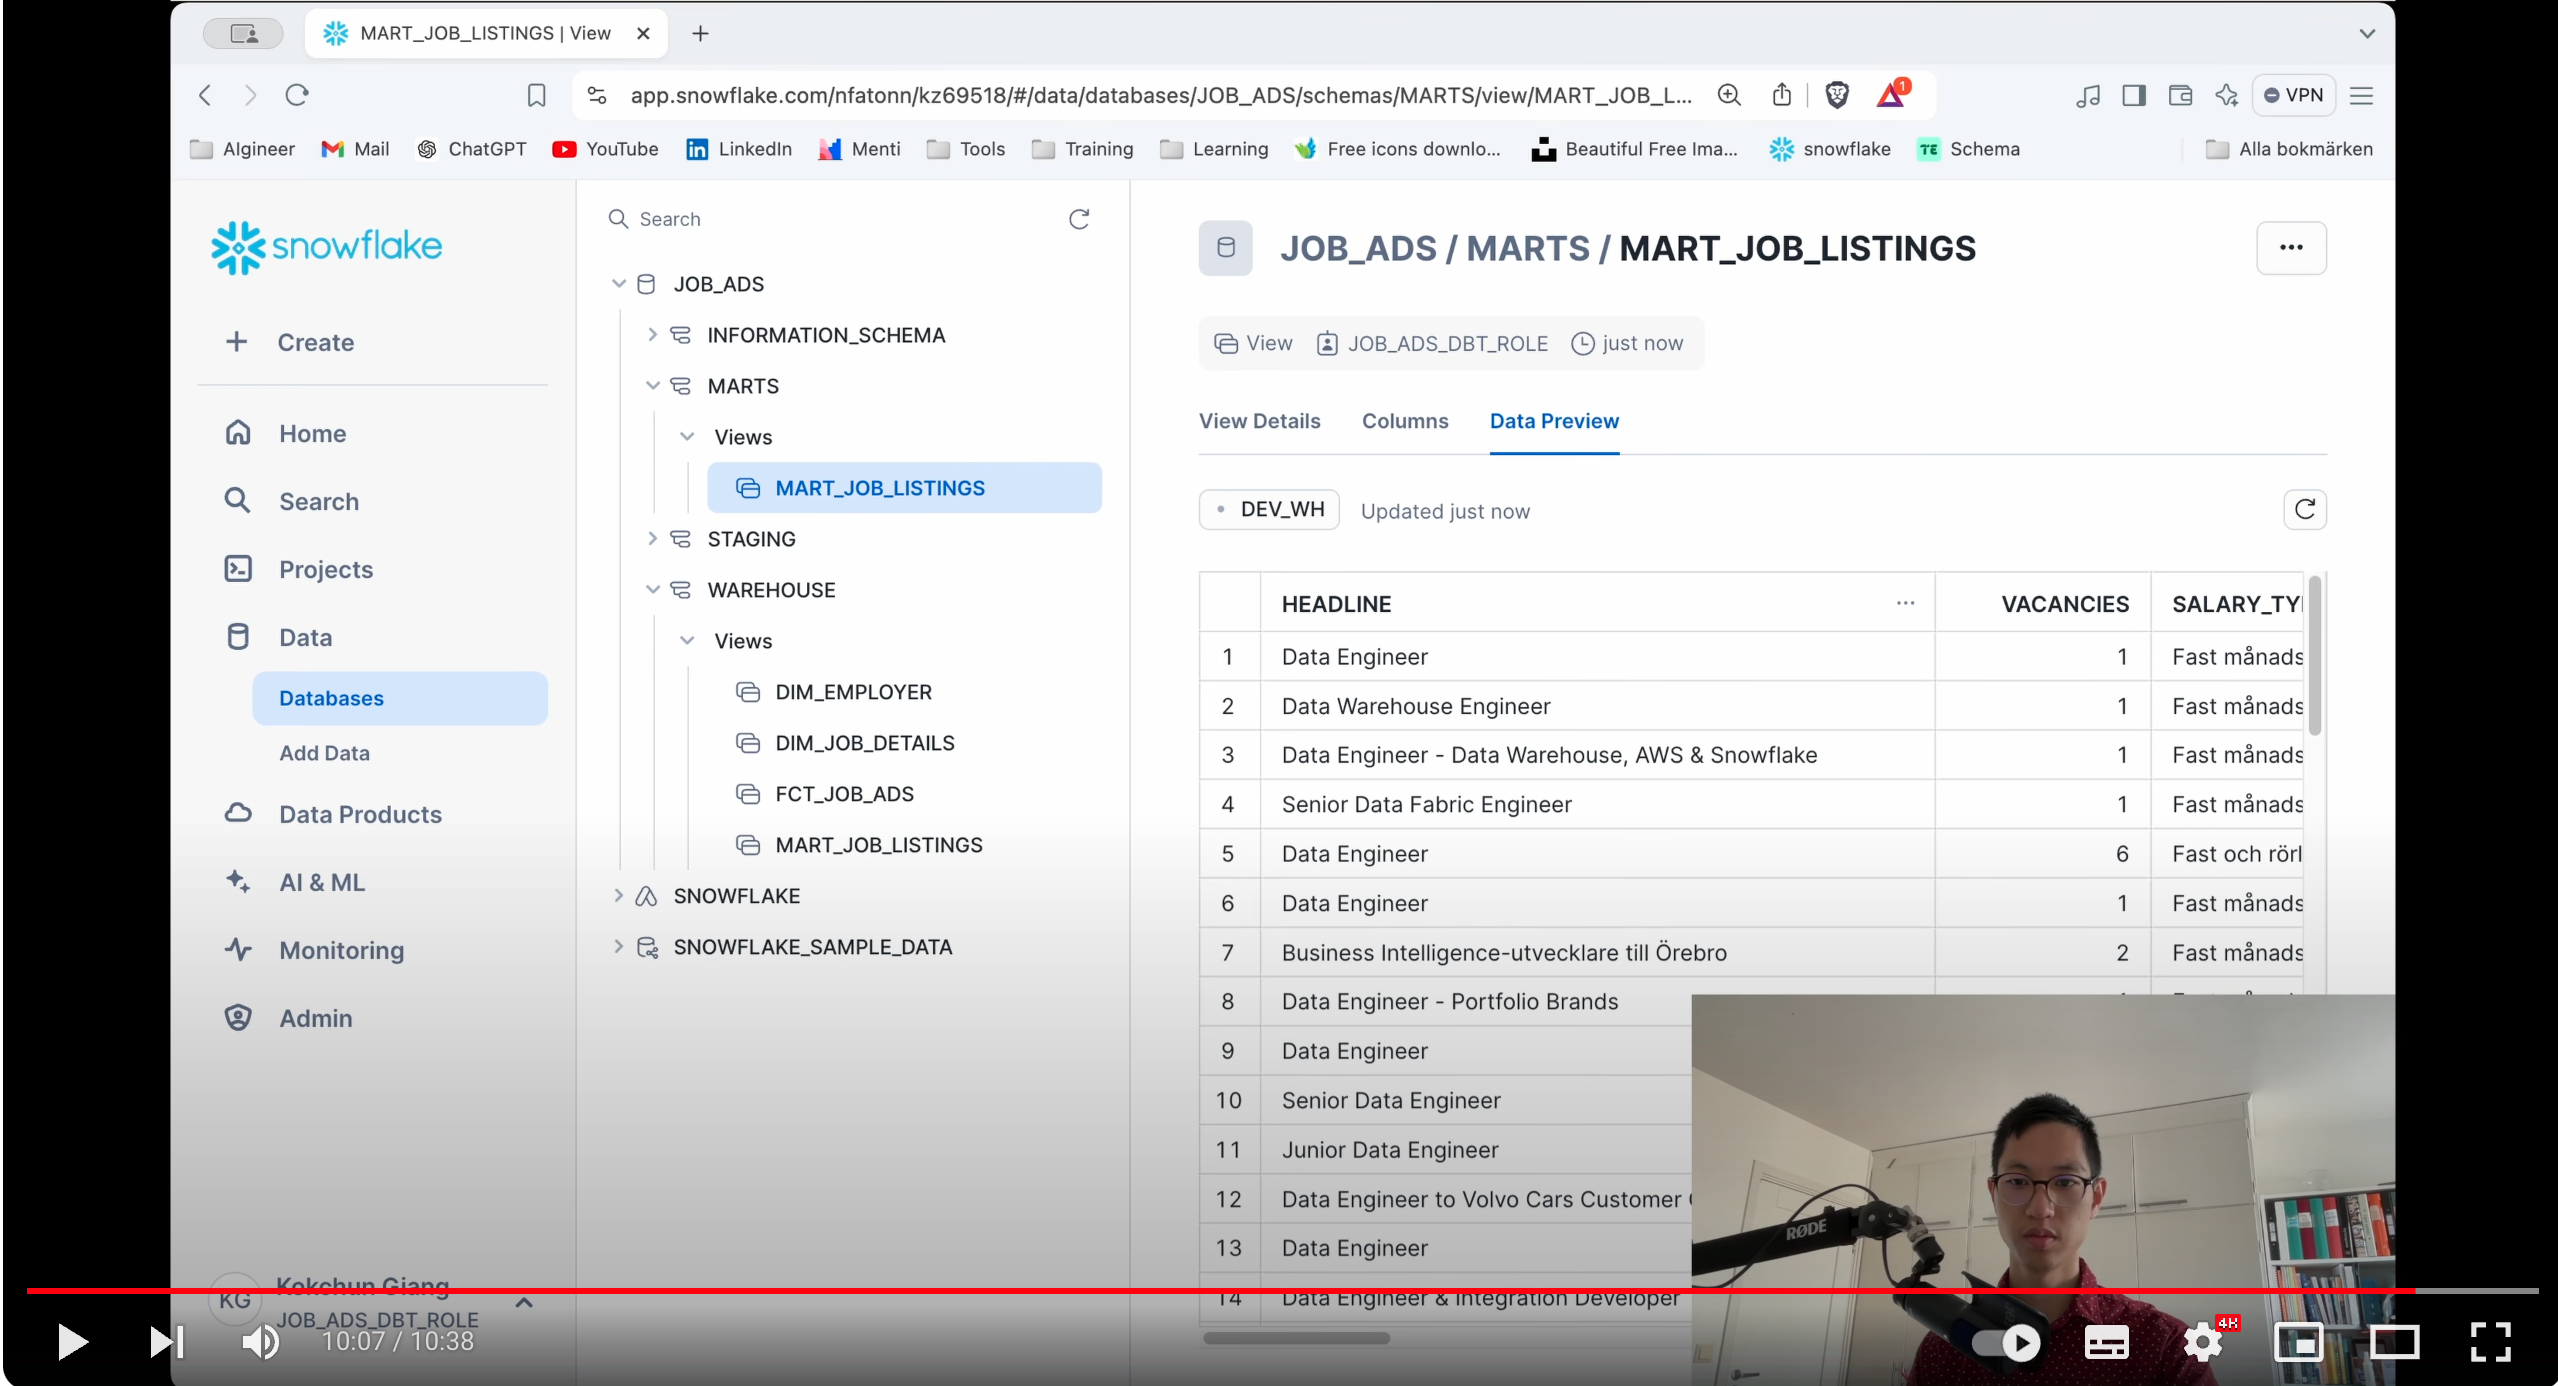 MART_JOB_LISTINGS | View
app.snowflake.com/nfatonn/kz69518/#/data/databases/JOB_ADS/schemas/MARTS/view/MART_JOB_L...
1
VPN
Algineer
Mail
ChatGPT
YouTube
LinkedIn
Menti
Tools
Training
Learning
Free icons downlo...
Beautiful Free Ima...
snowflake
TE
Schema
Alla bokmärken
snowflake
Create
Home
Search
Projects
Data
Databases
Add Data
Data Products
AI & ML
Monitoring
Admin
KG
Kokchun Giang
JOB_ADS_DBT_ROLE
Search
JOB_ADS
INFORMATION_SCHEMA
MARTS
Views
MART_JOB_LISTINGS
STAGING
WAREHOUSE
Views
DIM_EMPLOYER
DIM_JOB_DETAILS
FCT_JOB_ADS
MART_JOB_LISTINGS
SNOWFLAKE
SNOWFLAKE_SAMPLE_DATA
JOB_ADS / MARTS / MART_JOB_LISTINGS
...
View JOB_ADS_DBT_ROLE just now
View Details Columns Data Preview
DEV_WH Updated just now
HEADLINE ... VACANCIES SALARY_TY
1 Data Engineer 1 Fast månads
2 Data Warehouse Engineer 1 Fast månads
3 Data Engineer - Data Warehouse, AWS & Snowflake 1 Fast månads
4 Senior Data Fabric Engineer 1 Fast månads
5 Data Engineer 6 Fast och rörl
6 Data Engineer 1 Fast månads
7 Business Intelligence-utvecklare till Örebro 2 Fast månads
8 Data Engineer - Portfolio Brands
9 Data Engineer
10 Senior Data Engineer
11 Junior Data Engineer
12 Data Engineer to Volvo Cars Customer
13 Data Engineer
14 Data Engineer & Integration Developer
RØDE
10:07 / 10:38
4K